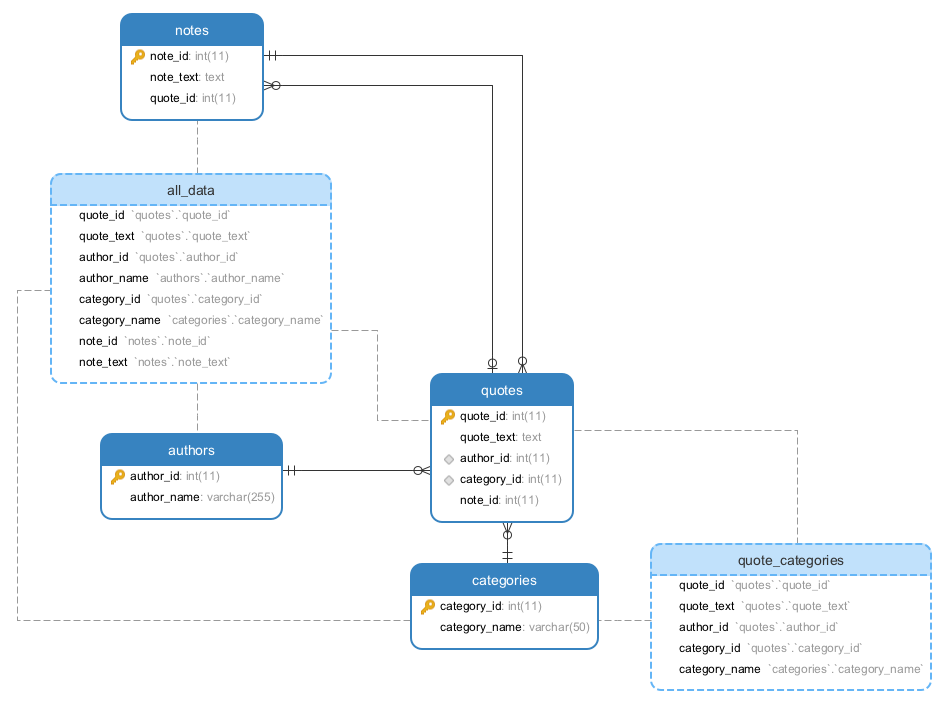 notes
note_id: int(11)
note_text: text
quote_id: int(11)
all_data
quote_id `quotes`.`quote_id`
quote_text `quotes`.`quote_text`
author_id `quotes`.`author_id`
author_name `authors`.`author_name`
category_id `quotes`.`category_id`
category_name `categories`.`category_name`
note_id `notes`.`note_id`
note_text `notes`.`note_text`
quotes
quote_id: int(11)
quote_text: text
author_id: int(11)
category_id: int(11)
note_id: int(11)
authors
author_id: int(11)
author_name: varchar(255)
categories
category_id: int(11)
category_name: varchar(50)
quote_categories
quote_id `quotes`.`quote_id`
quote_text `quotes`.`quote_text`
author_id `quotes`.`author_id`
category_id `quotes`.`category_id`
category_name `categories`.`category_name`